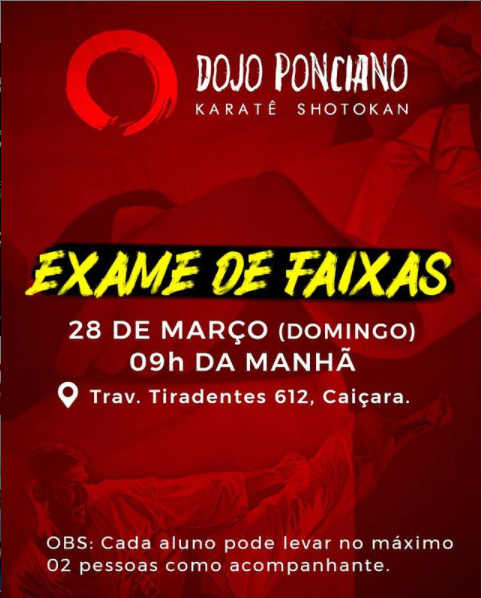 DOJO PONCIANO
KARATÊ SHOTOKAN
EXAME DE FAIXAS
28 DE MARÇO (DOMINGO)
09h DA MANHÃ
Trav. Tiradentes 612, Caiçara.
OBS: Cada aluno pode levar no máximo
02 pessoas como acompanhante.